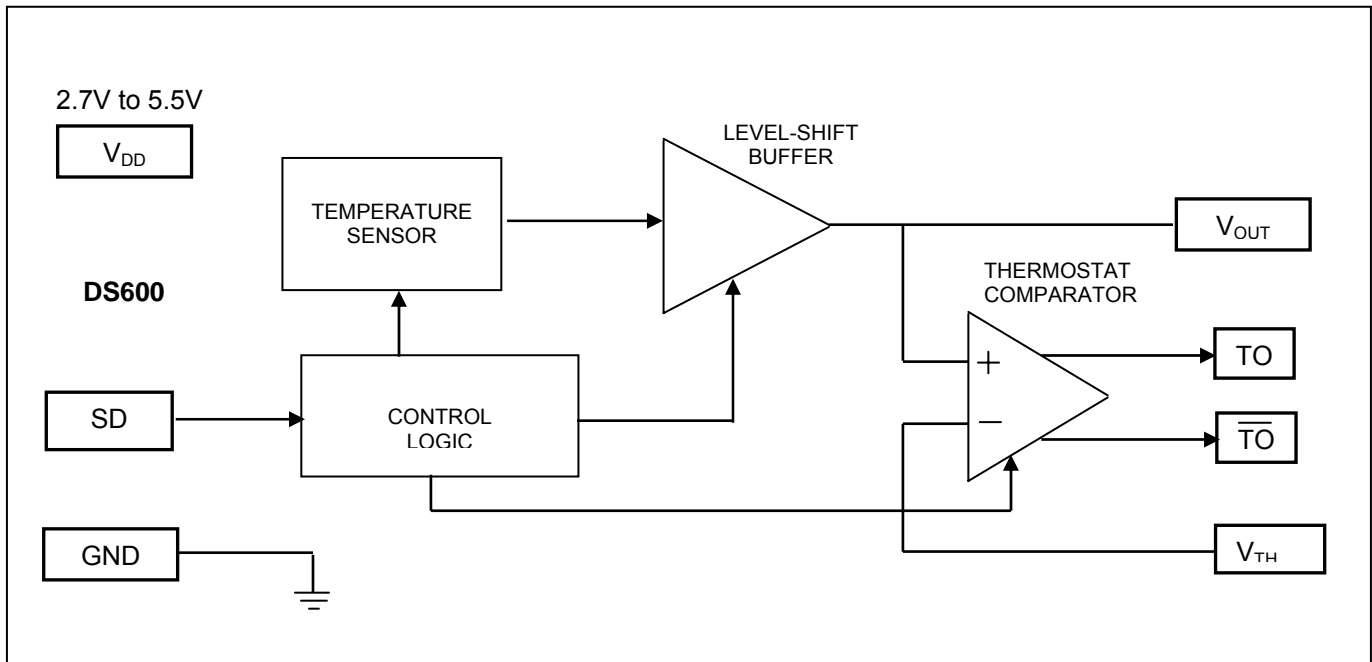 2.7V to 5.5V
VDD
LEVEL-SHIFT
BUFFER
TEMPERATURE
SENSOR
VOUT
DS600
THERMOSTAT
COMPARATOR
+
TO
SD
CONTROL
LOGIC
−
TO
GND
VTH